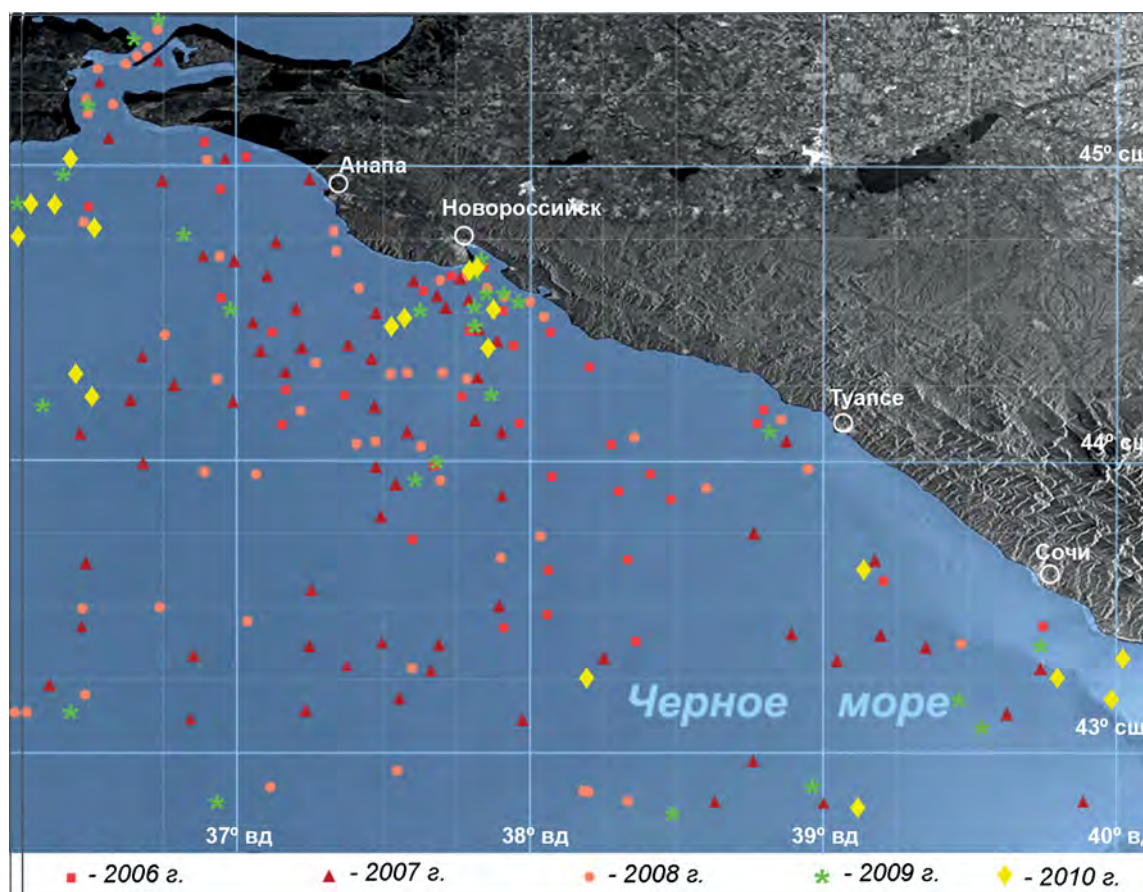 45º сш
Анапа
Новороссийск
Туапсе
44º сш
Сочи
Черное море
43º сш
37º вд 38º вд 39º вд 40º вд
- 2006 г. - 2007 г. - 2008 г. - 2009 г. - 2010 г.